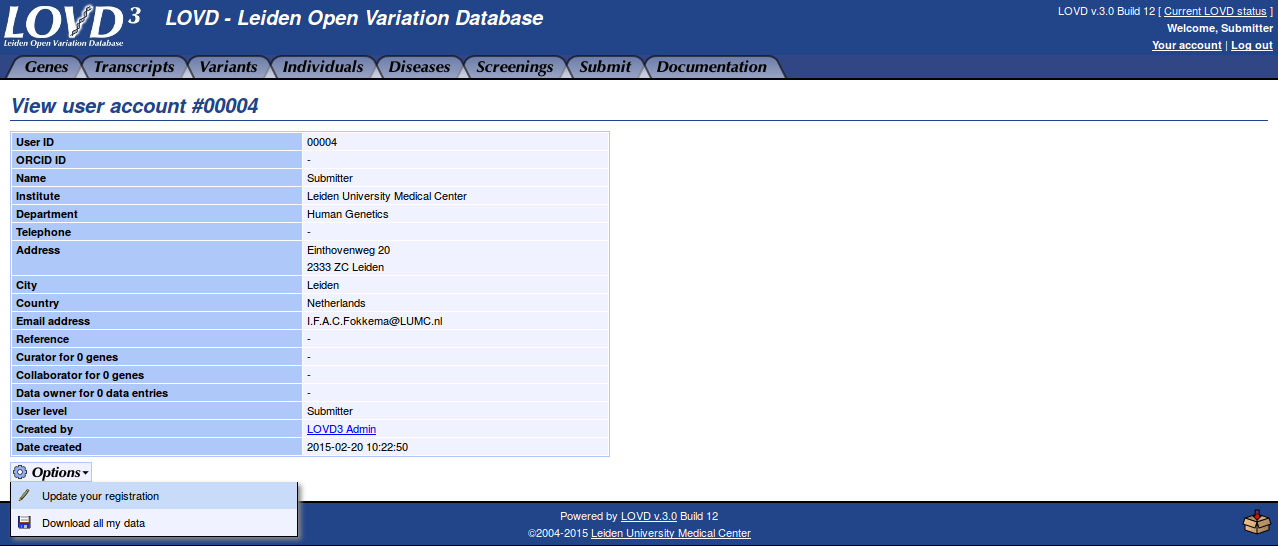 LOVD 3
Leiden Open Variation Database
LOVD - Leiden Open Variation Database
LOVD v.3.0 Build 12 [ Current LOVD status ]
Welcome, Submitter
Your account | Log out
Genes Transcripts Variants Individuals Diseases Screenings Submit Documentation
View user account #00004
User ID 00004
ORCID ID -
Name Submitter
Institute Leiden University Medical Center
Department Human Genetics
Telephone -
Address Einthovenweg 20
2333 ZC Leiden
City Leiden
Country Netherlands
Email address I.F.A.C.Fokkema@LUMC.nl
Reference -
Curator for 0 genes -
Collaborator for 0 genes -
Data owner for 0 data entries -
User level Submitter
Created by LOVD3 Admin
Date created 2015-02-20 10:22:50
Options
Update your registration
Download all my data
Powered by LOVD v.3.0 Build 12
©2004-2015 Leiden University Medical Center